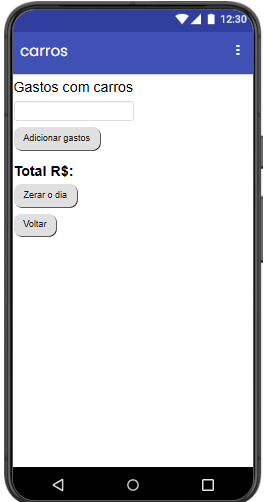 12:30
carros
Gastos com carros
Adicionar gastos
Total R$:
Zerar o dia
Voltar